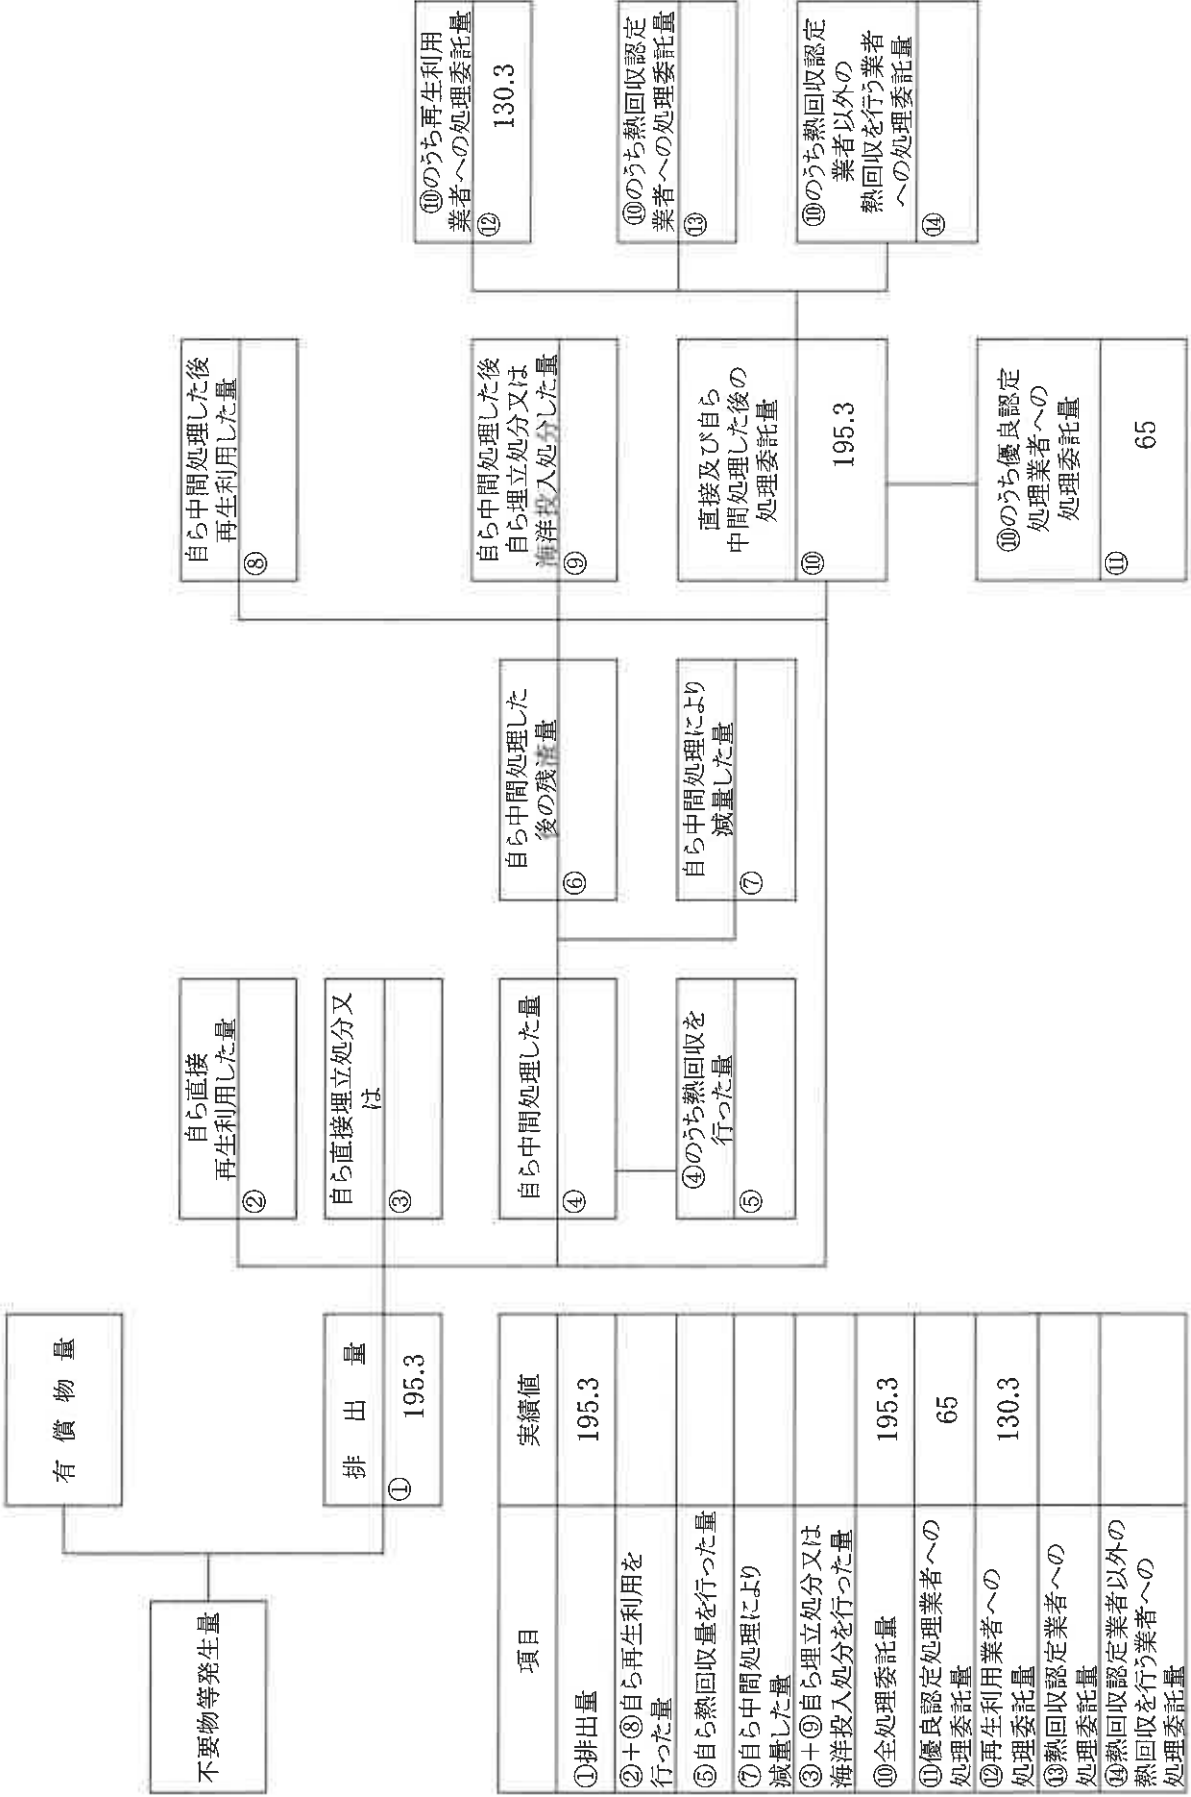 有償物量
不要物等発生量
排出量
①
195.3
自ら直接
再生利用した量
②
自ら直接埋立処分又
は
③
自ら中間処理した量
④
④のうち熱回収を
行った量
⑤
自ら中間処理した
後の残渣量
⑥
自ら中間処理により
減量した量
⑦
自ら中間処理した後
再生利用した量
⑧
自ら中間処理した後
自ら埋立処分又は
海洋投入処分した量
⑨
直接及び自ら
中間処理した後の
処理委託量
⑩
195.3
⑩のうち優良認定
処理業者への
処理委託量
⑪
65
⑩のうち再生利用
業者への処理委託量
⑫
130.3
⑩のうち熱回収認定
業者への処理委託量
⑬
⑩のうち熱回収認定
業者以外の
熱回収を行う業者
への処理委託量
⑭
項目 実績値
①排出量 195.3
②+⑧自ら再生利用を
行った量
⑤自ら熱回収量を行った量
⑦自ら中間処理により
減量した量
③+⑨自ら埋立処分又は
海洋投入処分を行った量
⑩全処理委託量 195.3
⑪優良認定処理業者への
処理委託量 65
⑫再生利用業者への
処理委託量 130.3
⑬熱回収認定業者への
処理委託量
⑭熱回収認定業者以外の
熱回収を行う業者への
処理委託量